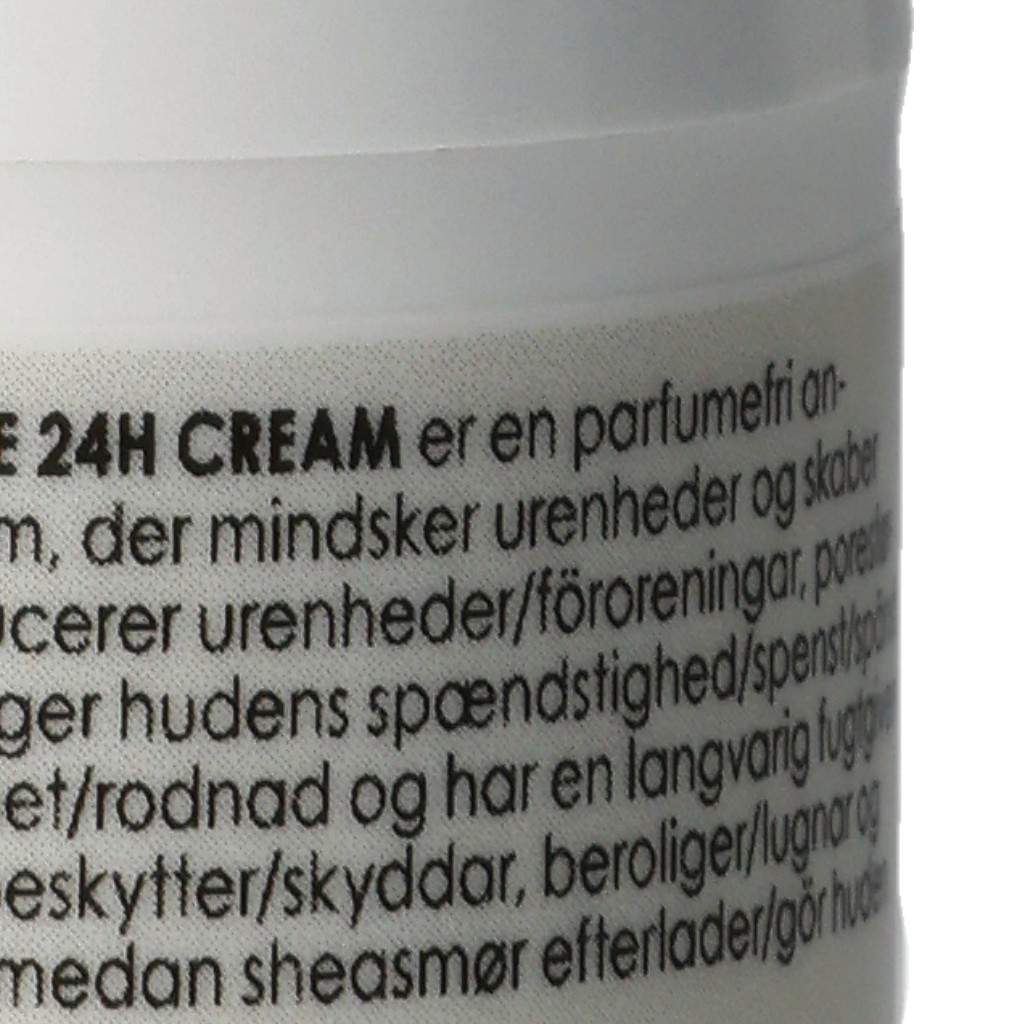 E 24H CREAM er en parfumefri an-
m, der mindsker urenheder og skaber
ucerer urenheder/föroreningar,
ger hudens spændstighed/spenst/
et/rodnad og har en langvarig
eskytter/skyddar, beroliger/lugnar og
medan sheasmør efterlader/gör huden